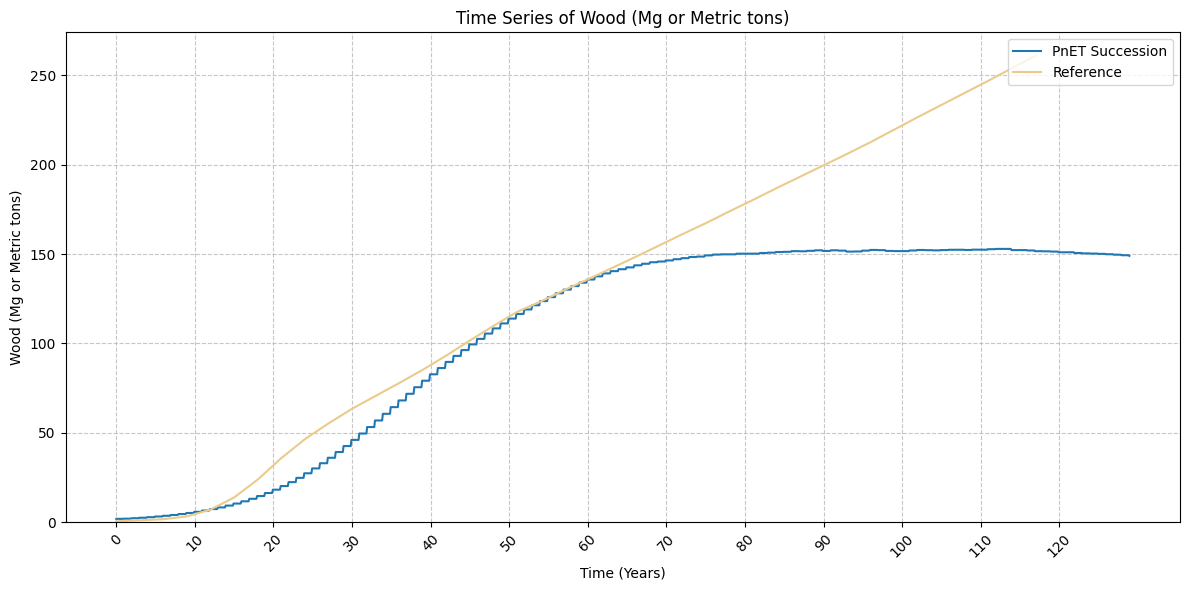 Time Series of Wood (Mg or Metric tons)
PnET Succession
Reference
Wood (Mg or Metric tons)
250
200
150
100
50
0
0 10 20 30 40 50 60 70 80 90 100 110 120
Time (Years)